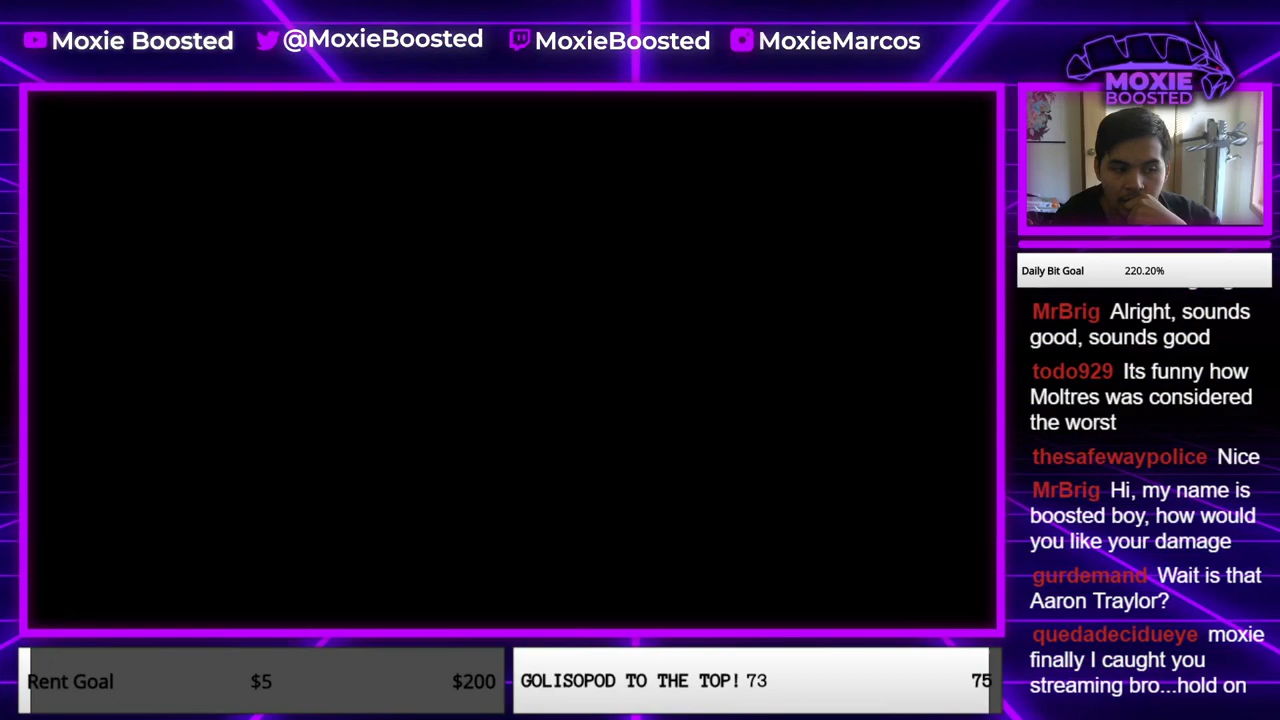 Moxie Boosted @MoxieBoosted MoxieBoosted MoxieMarcos
MOXIE
BOOSTED
Daily Bit Goal 220.20%
MrBrig Alright, sounds
good, sounds good
todo929 Its funny how
Moltres was considered
the worst
thesafewaypolice Nice
MrBrig Hi, my name is
boosted boy, how would
you like your damage
gurdemand Wait is that
Aaron Traylor?
quedadecidueye moxie
finally I caught you
streaming bro...hold on
Rent Goal $5 $200
GOLISOPOD TO THE TOP! 73 75